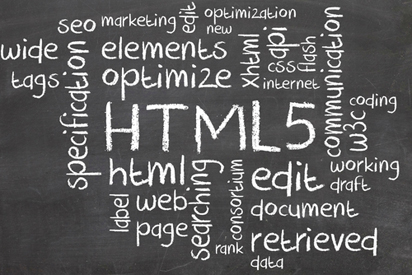 seo
marketing
edit
optimization
new
wide
elements
xhtml
api
flash
communication
tags
optimize
css
internet
specification
HTML5
coding
w3c
html
label
web
page
searching
consortium
rank
edit
working
draft
document
retrieved
data